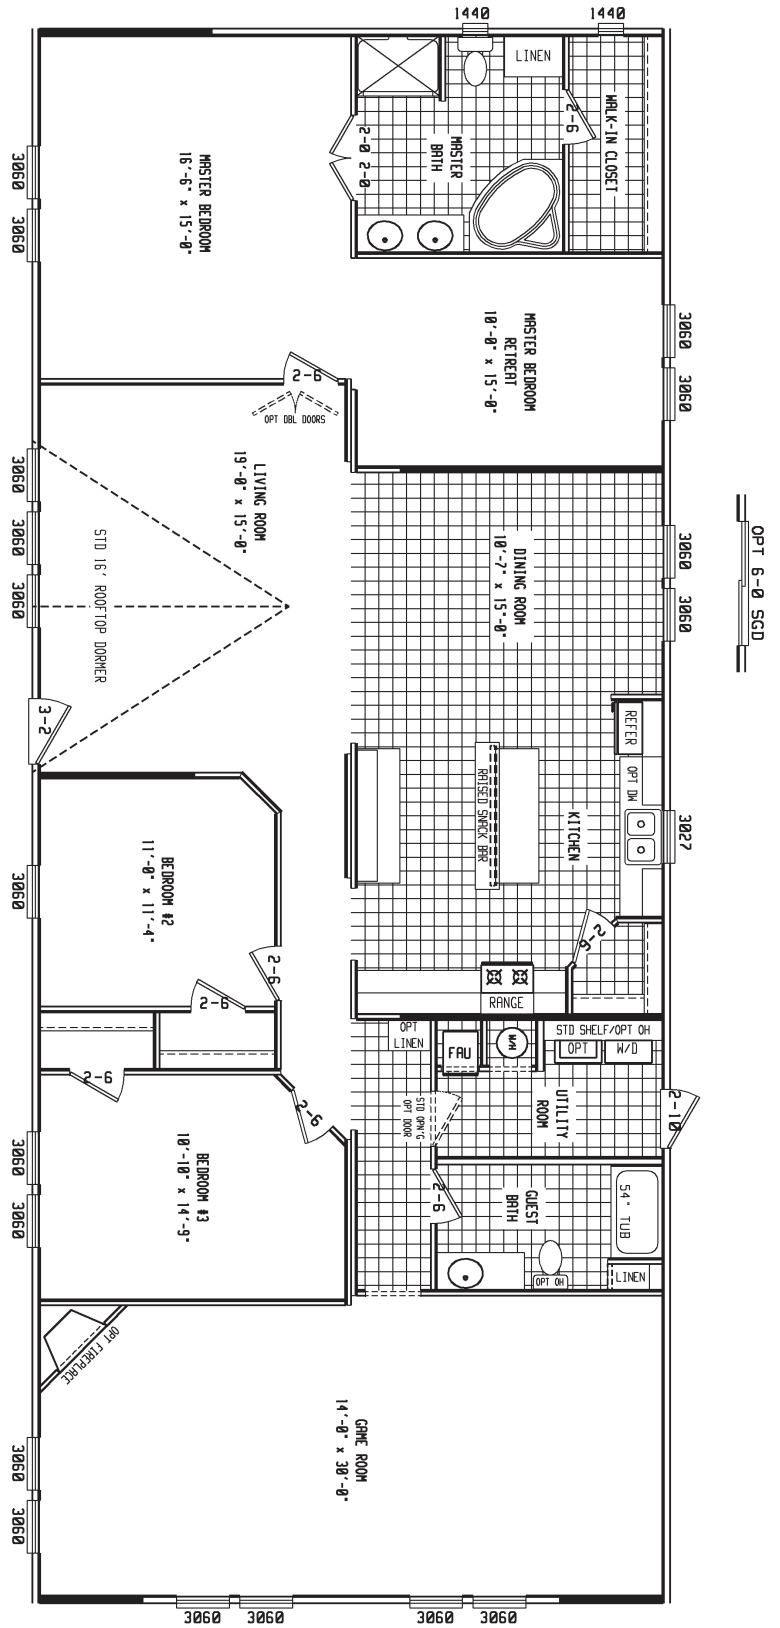 1440
1440
LINEN
WALK-IN CLOSET
2-6
MASTER
BATH
2-0 2-0
3060
3060
MASTER BEDROOM
16'-6" x 15'-0"
MASTER BEDROOM
RETREAT
10'-0" x 15'-0"
3060
3060
2-6
OPT DBL DOORS
LIVING ROOM
19'-0" x 15'-0"
3060
3060
3060
STD 16' ROOFTOP DORMER
3-2
DINING ROOM
10'-7" x 15'-0"
3060
3060
OPT 6-0 SGD
REFER
OPT DW
RAISED SNACK BAR
KITCHEN
3027
BEDROOM #2
11'-0" x 11'-4"
3060
2-6
2-6
2-6
RANGE
OPT
LINEN
FAU
W/H
STD SHELF/OPT OH
OPT
W/D
2-6
STD OPN'G
OPT DOOR
UTILITY
ROOM
2-10
2-6
BEDROOM #3
10'-10" x 14'-9"
3060
3060
2-6
GUEST
BATH
54" TUB
OPT OH
LINEN
OPT FIREPLACE
GAME ROOM
14'-0" x 30'-0"
3060
3060
3060
3060
3060
3060